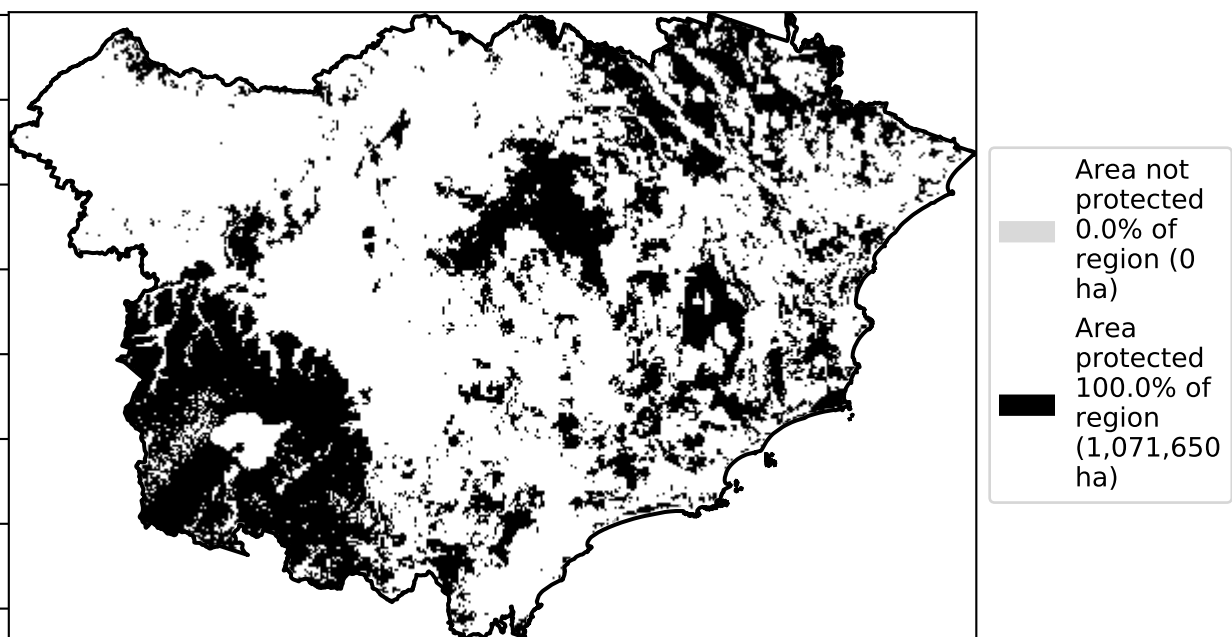 Area not
protected
0.0% of
region (0
ha)
Area
protected
100.0% of
region
(1,071,650
ha)